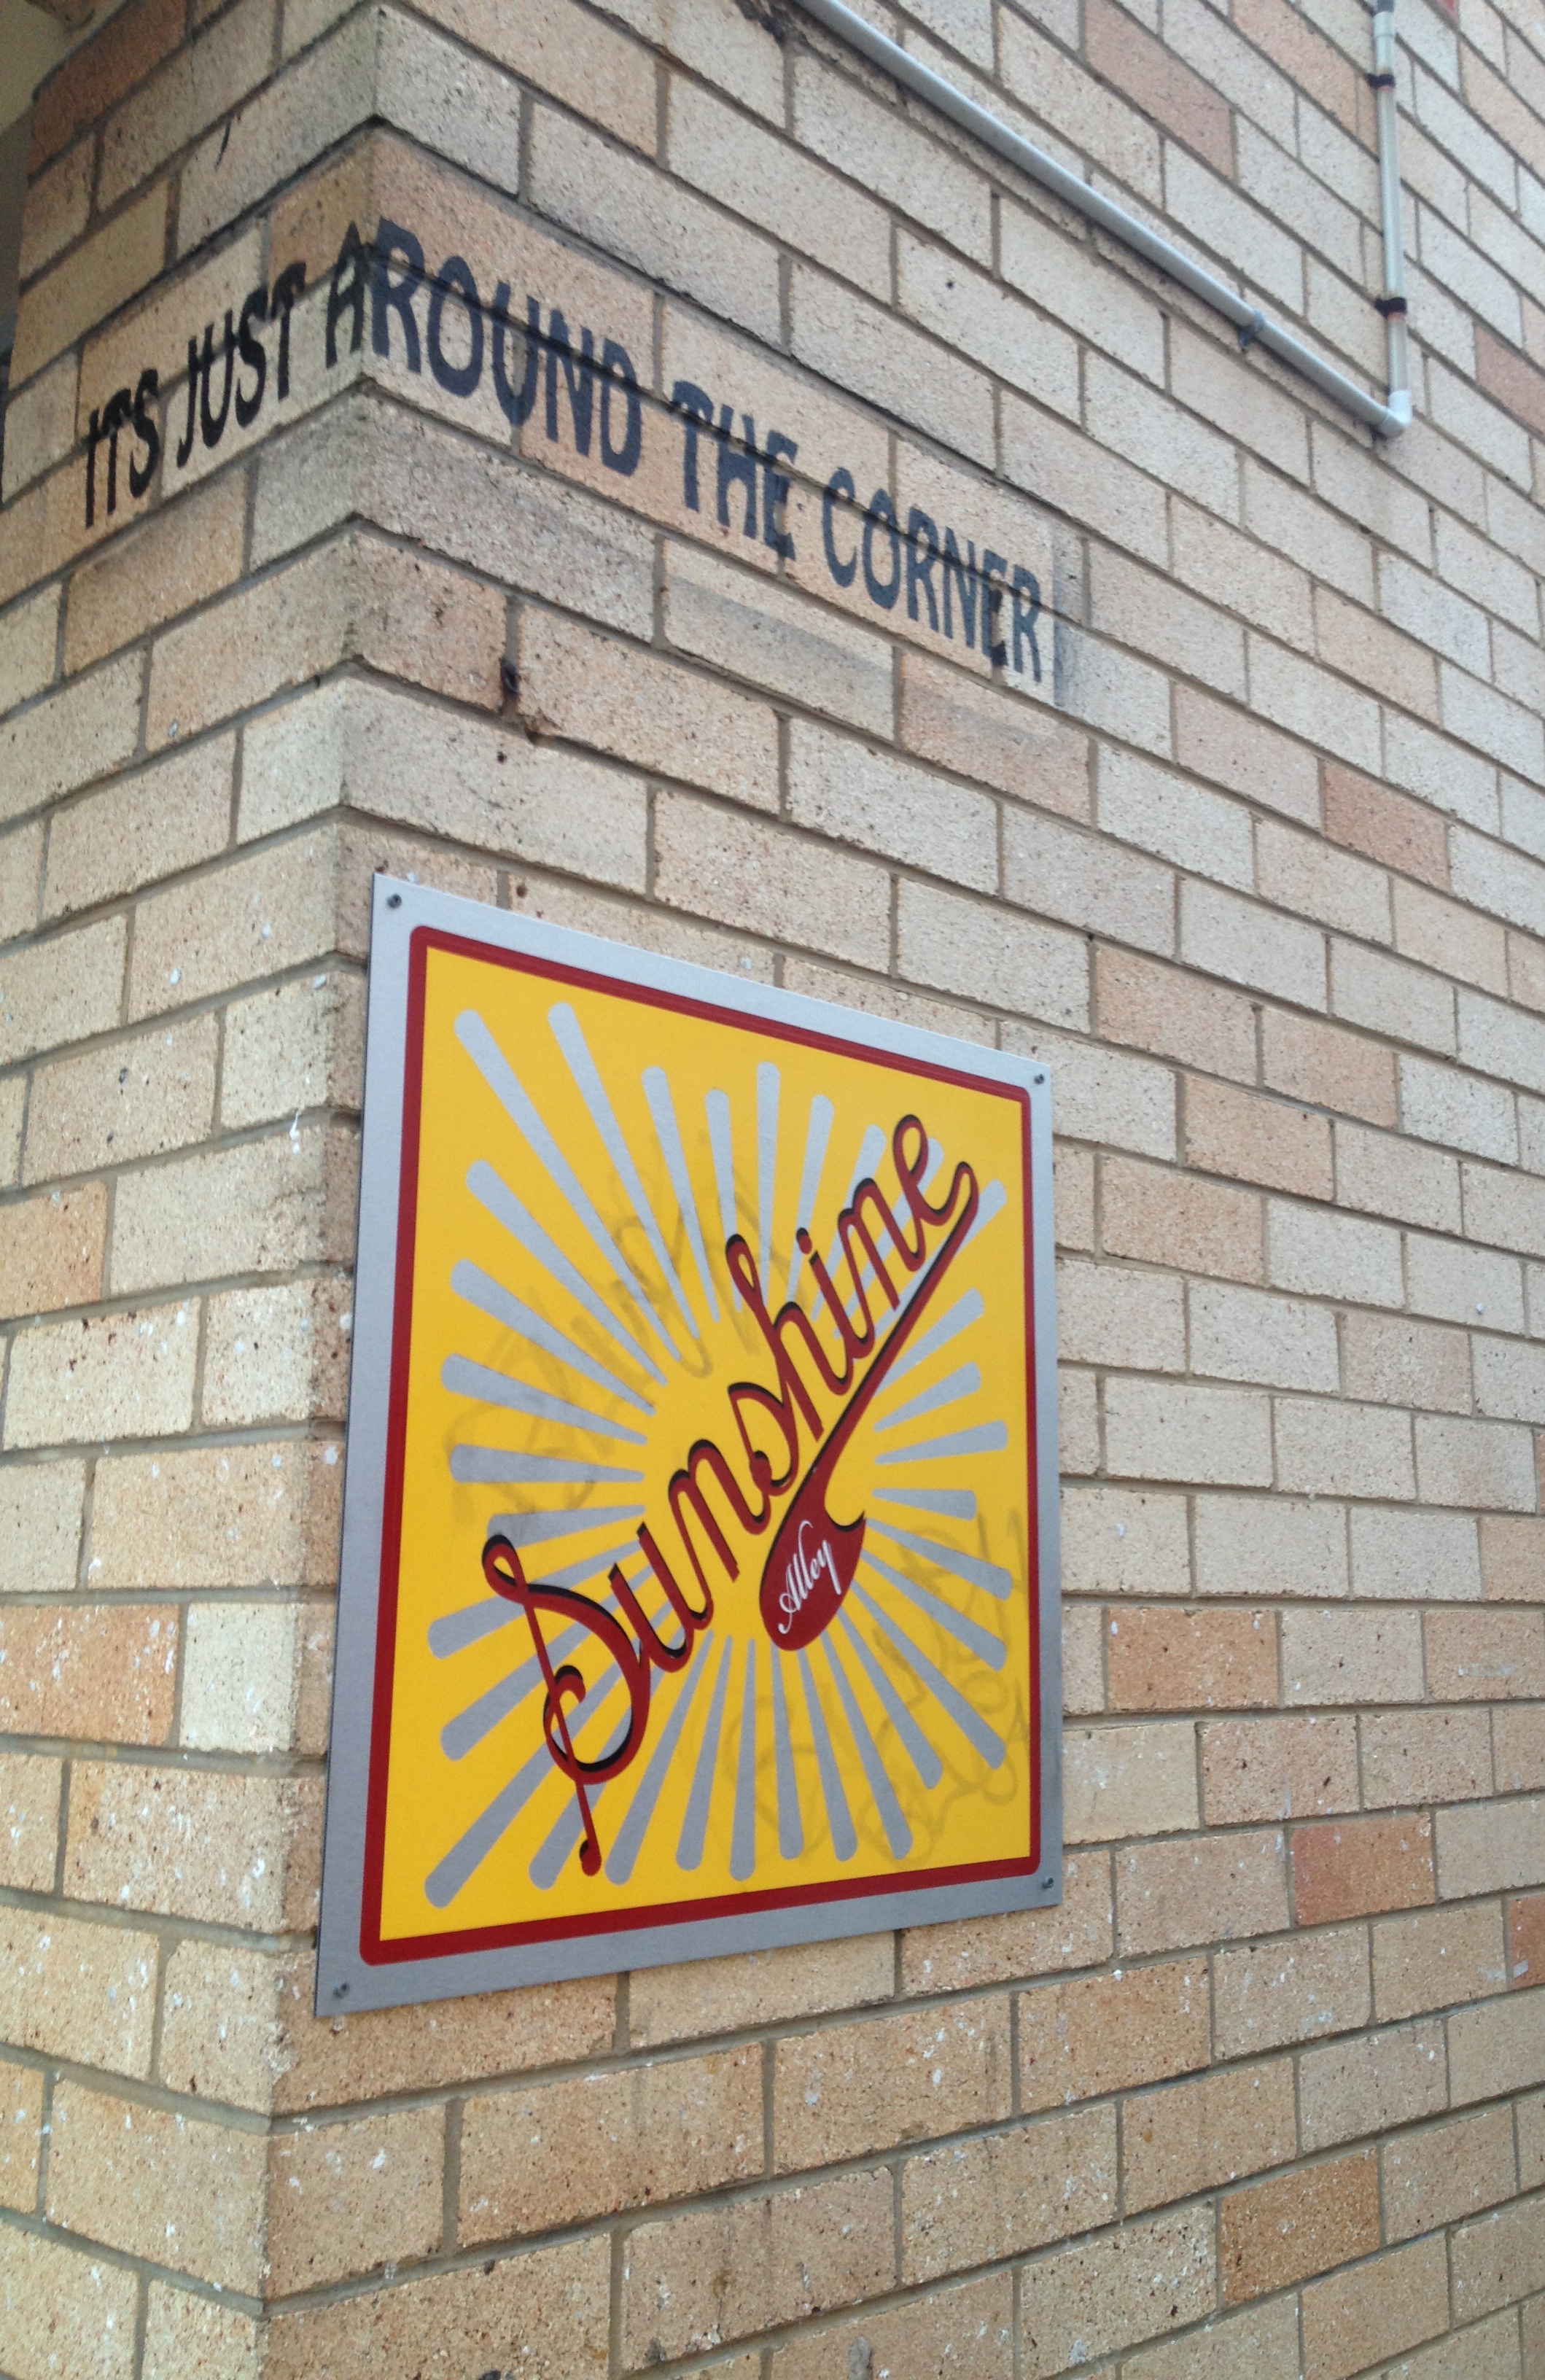 ITS JUST AROUND THE CORNER
Sunshine
Alley